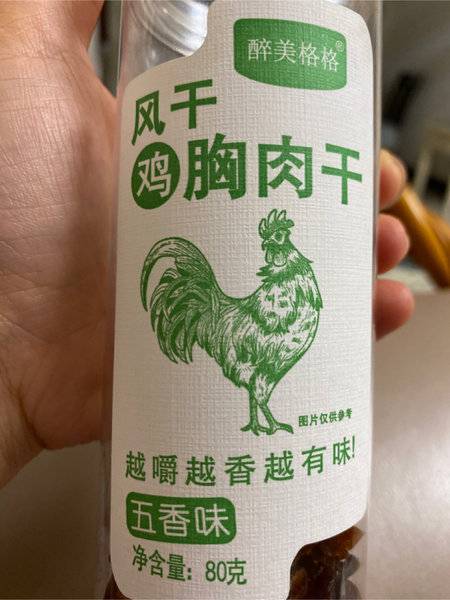 醉美格格®
风干
鸡胸肉干
图片仅供参考
越嚼越香越有味!
五香味
净含量: 80克